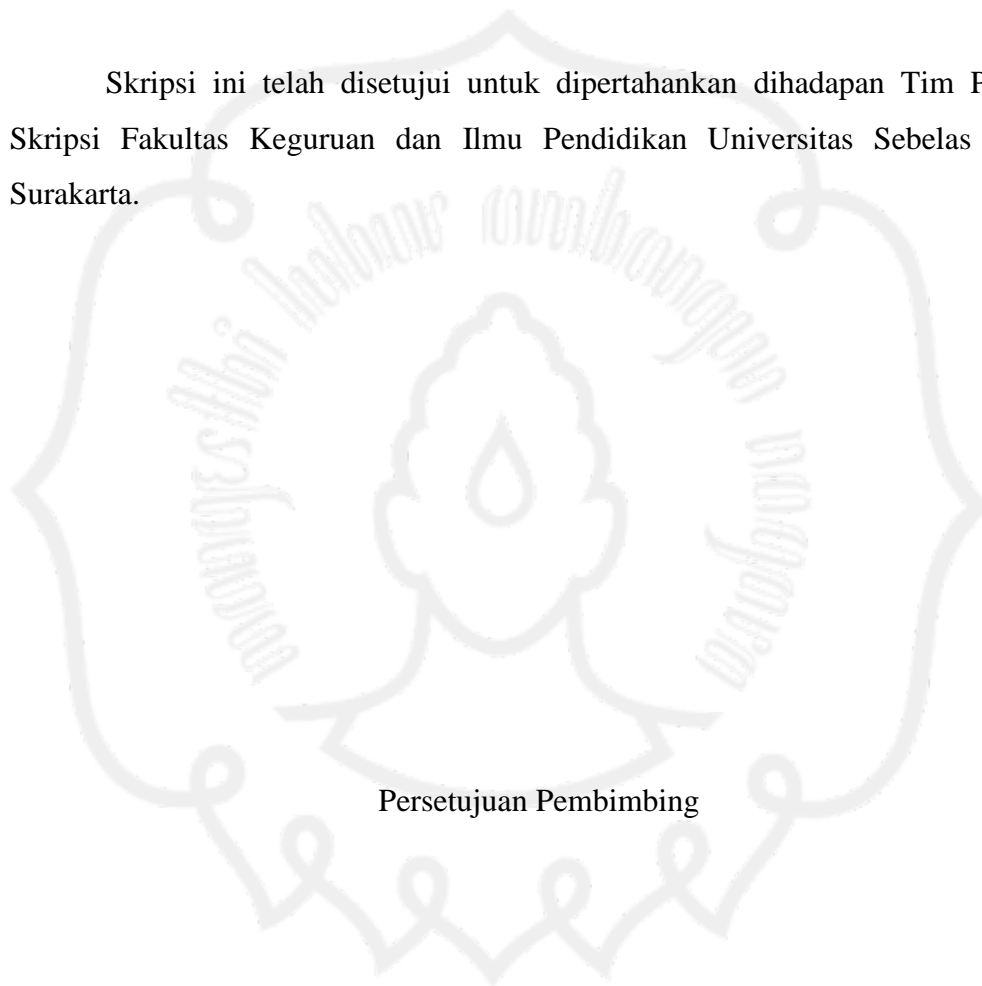 Skripsi ini telah disetujui untuk dipertahankan dihadapan Tim P
Skripsi Fakultas Keguruan dan Ilmu Pendidikan Universitas Sebelas
Surakarta.
Persetujuan Pembimbing